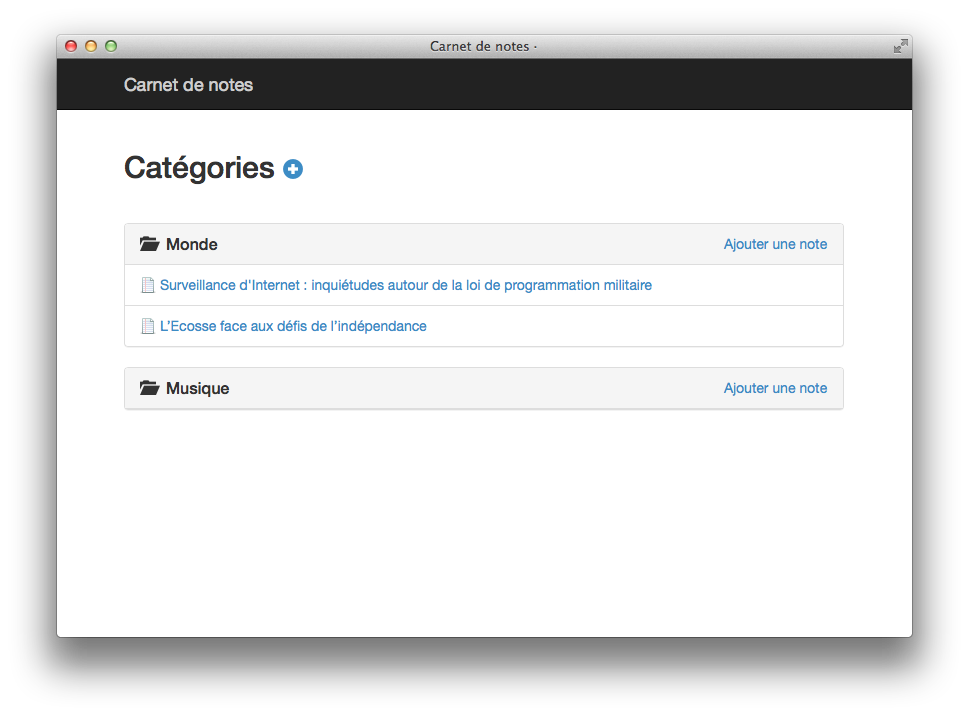 Carnet de notes ·
Carnet de notes
Catégories
Monde Ajouter une note
Surveillance d'Internet : inquiétudes autour de la loi de programmation militaire
L'Ecosse face aux défis de l'indépendance
Musique Ajouter une note